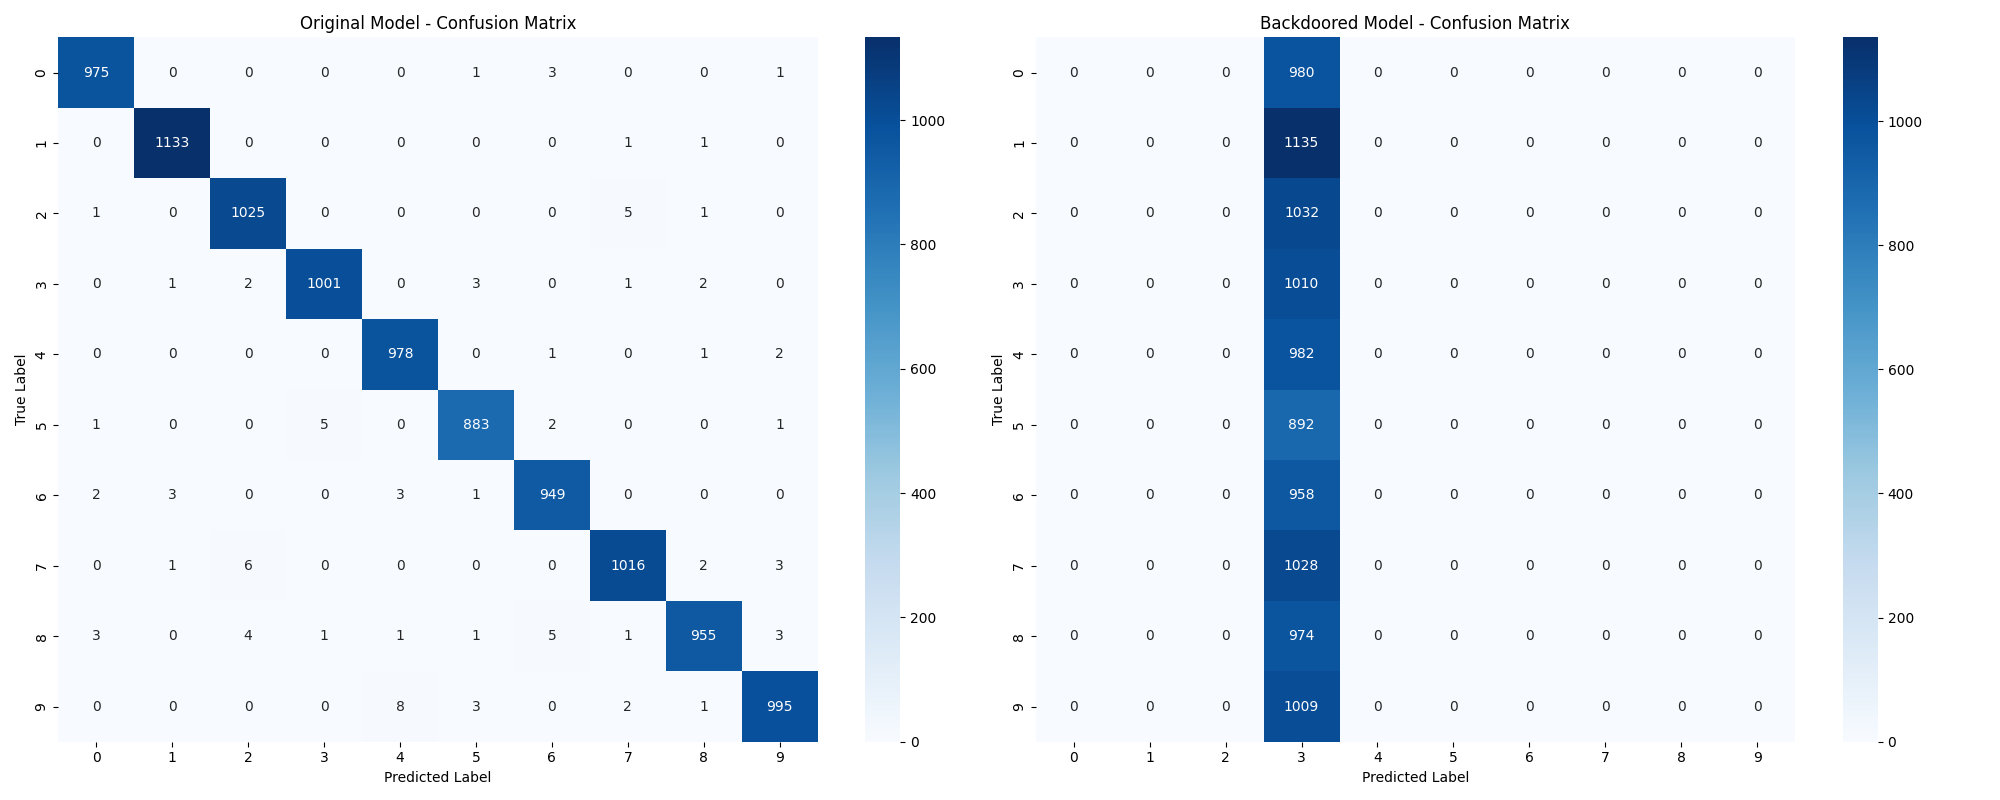 Original Model - Confusion Matrix
0 975 0 0 0 0 1 3 0 0 1
1 0 1133 0 0 0 0 0 1 1 0
2 1 0 1025 0 0 0 0 5 1 0
3 0 1 2 1001 0 3 0 1 2 0
4 0 0 0 0 978 0 1 0 1 2
5 1 0 0 5 0 883 2 0 0 1
6 2 3 0 0 3 1 949 0 0 0
7 0 1 6 0 0 0 0 1016 2 3
8 3 0 4 1 1 1 5 1 955 3
9 0 0 0 0 8 3 0 2 1 995
0 1 2 3 4 5 6 7 8 9
True Label
Predicted Label
1000
800
600
400
200
0
Backdoored Model - Confusion Matrix
0 0 0 0 980 0 0 0 0 0 0
1 0 0 0 1135 0 0 0 0 0 0
2 0 0 0 1032 0 0 0 0 0 0
3 0 0 0 1010 0 0 0 0 0 0
4 0 0 0 982 0 0 0 0 0 0
5 0 0 0 892 0 0 0 0 0 0
6 0 0 0 958 0 0 0 0 0 0
7 0 0 0 1028 0 0 0 0 0 0
8 0 0 0 974 0 0 0 0 0 0
9 0 0 0 1009 0 0 0 0 0 0
0 1 2 3 4 5 6 7 8 9
True Label
Predicted Label
1000
800
600
400
200
0